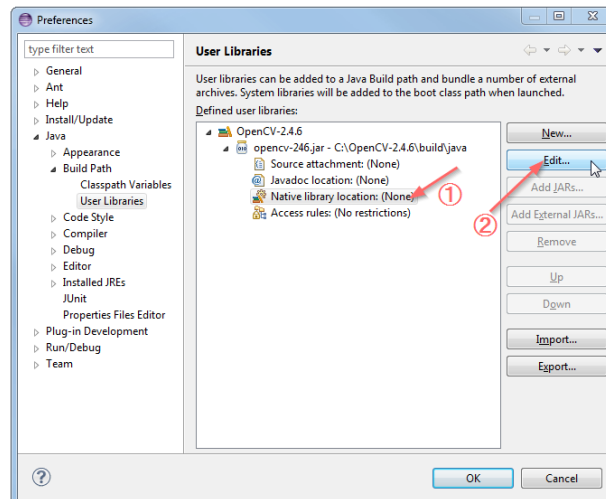 Preferences
type filter text
General
Ant
Help
Install/Update
Java
Appearance
Build Path
Classpath Variables
User Libraries
Code Style
Compiler
Debug
Editor
Installed JREs
JUnit
Properties Files Editor
Plug-in Development
Run/Debug
Team
User Libraries
User libraries can be added to a Java Build path and bundle a number of external
archives. System libraries will be added to the boot class path when launched.
Defined user libraries:
OpenCV-2.4.6
opencv-246.jar - C:\OpenCV-2.4.6\build\java
Source attachment: (None)
Javadoc location: (None)
Native library location: (None)
Access rules: (No restrictions)
①
②
New...
Edit...
Add JARs...
Add External JARs...
Remove
Up
Down
Import...
Export...
OK
Cancel